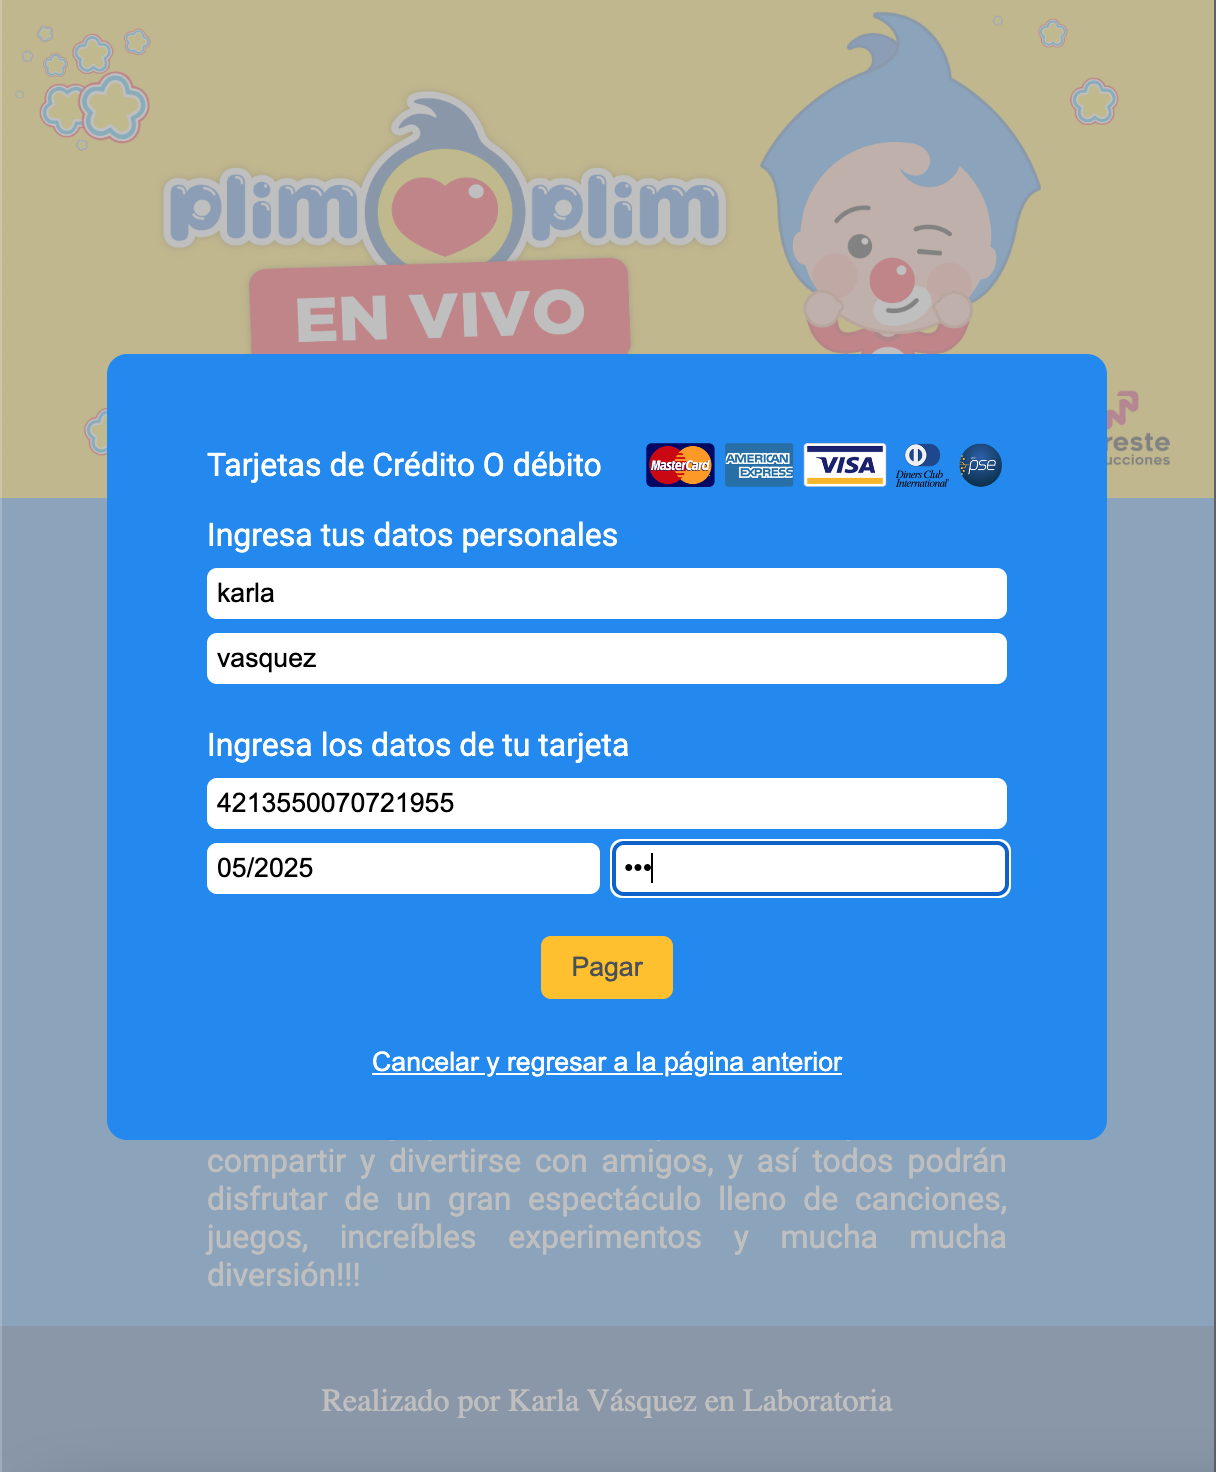 plim plim
EN VIVO
reste
ucciones
Tarjetas de Crédito O débito
MasterCard
AMERICAN EXPRESS
VISA
Diners Club International
pse
Ingresa tus datos personales
karla
vasquez
Ingresa los datos de tu tarjeta
4213550070721955
05/2025
•••
Pagar
Cancelar y regresar a la página anterior
compartir y divertirse con amigos, y así todos podrán
disfrutar de un gran espectáculo lleno de canciones,
juegos, increíbles experimentos y mucha mucha
diversión!!!
Realizado por Karla Vásquez en Laboratoria